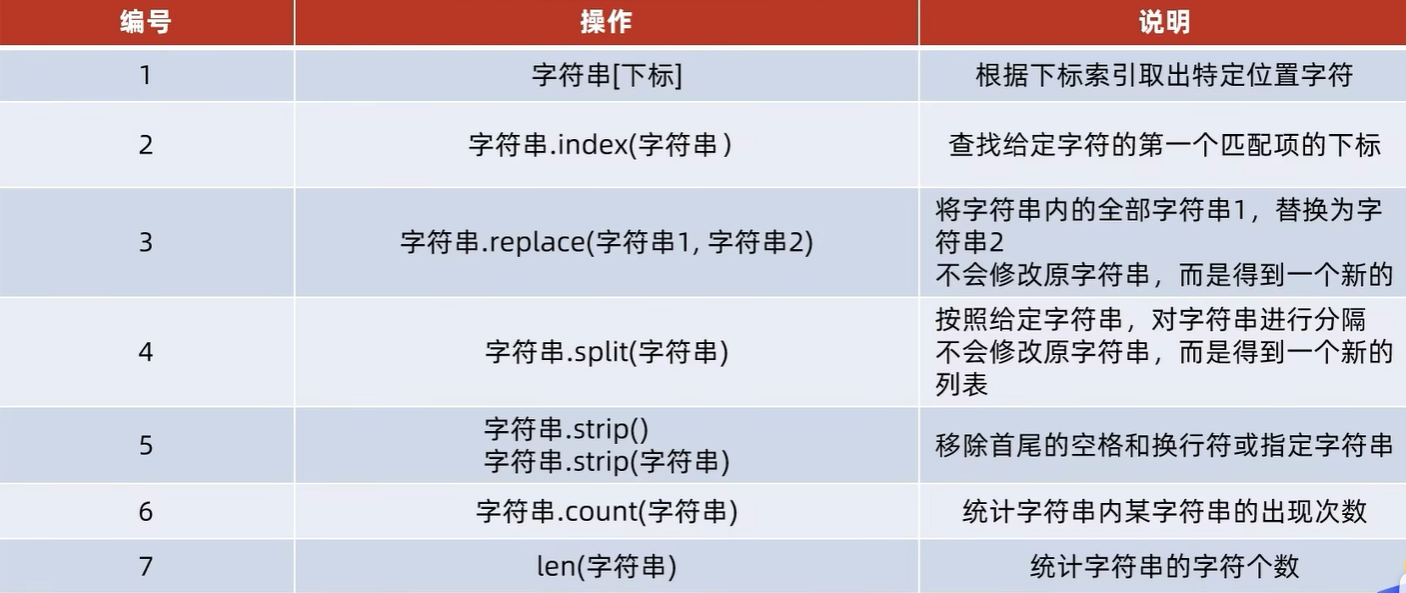 编号 操作 说明
1 字符串[下标] 根据下标索引取出特定位置字符
2 字符串.index(字符串） 查找给定字符的第一个匹配项的下标
3 字符串.replace(字符串1, 字符串2) 将字符串内的全部字符串1，替换为字
符串2
不会修改原字符串，而是得到一个新的
4 字符串.split(字符串) 按照给定字符串，对字符串进行分隔
不会修改原字符串，而是得到一个新的
列表
5 字符串.strip()
字符串.strip(字符串) 移除首尾的空格和换行符或指定字符串
6 字符串.count(字符串) 统计字符串内某字符串的出现次数
7 len(字符串) 统计字符串的字符个数